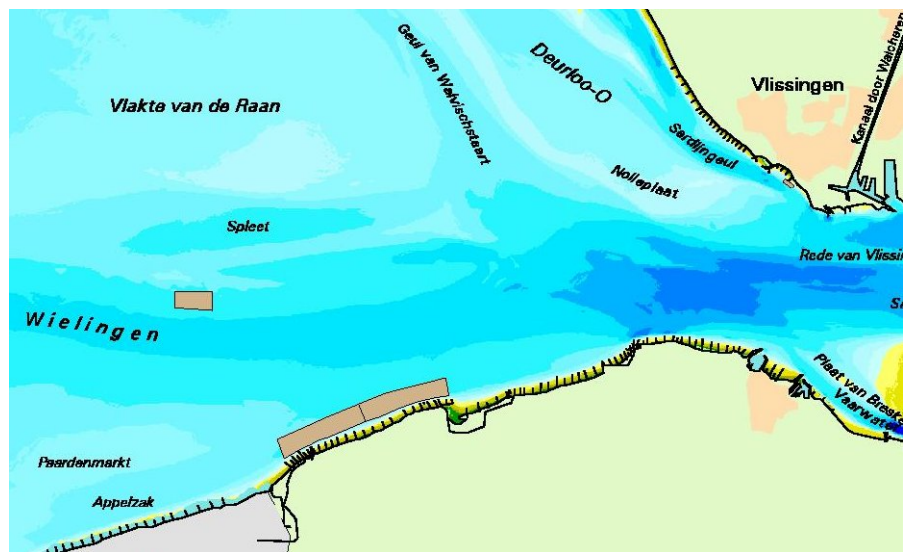 Geul van Walvischstaart
Deurloo-O
Vlissingen
Kanaal door Walcheren
Vlakte van de Raan
Sardijngeul
Nolleplaat
Spleet
Rede van Vlissin
Wielingen
Plaat van Breske
Vaarwater
Paardenmarkt
Appelzak